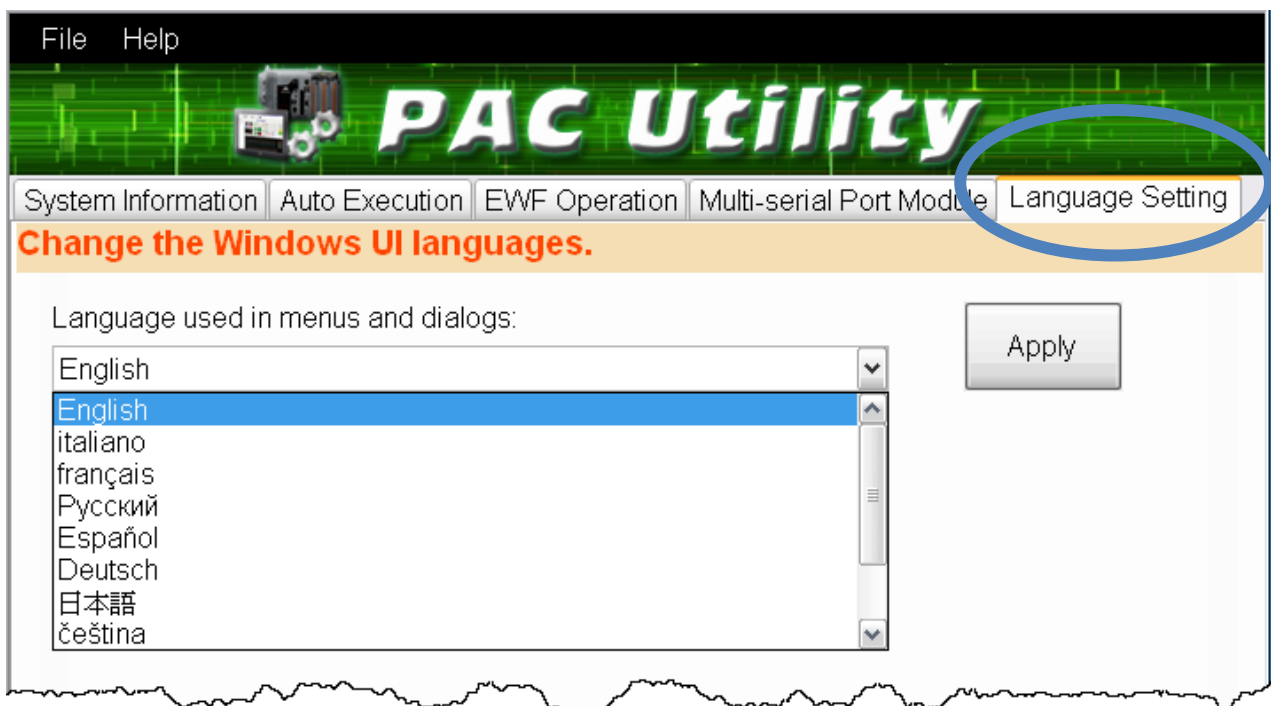 File Help
PAC Utility
System Information Auto Execution EWF Operation Multi-serial Port Module Language Setting
Change the Windows UI languages.
Language used in menus and dialogs:
Apply
English
English
italiano
français
Русский
Español
Deutsch
日本語
čeština